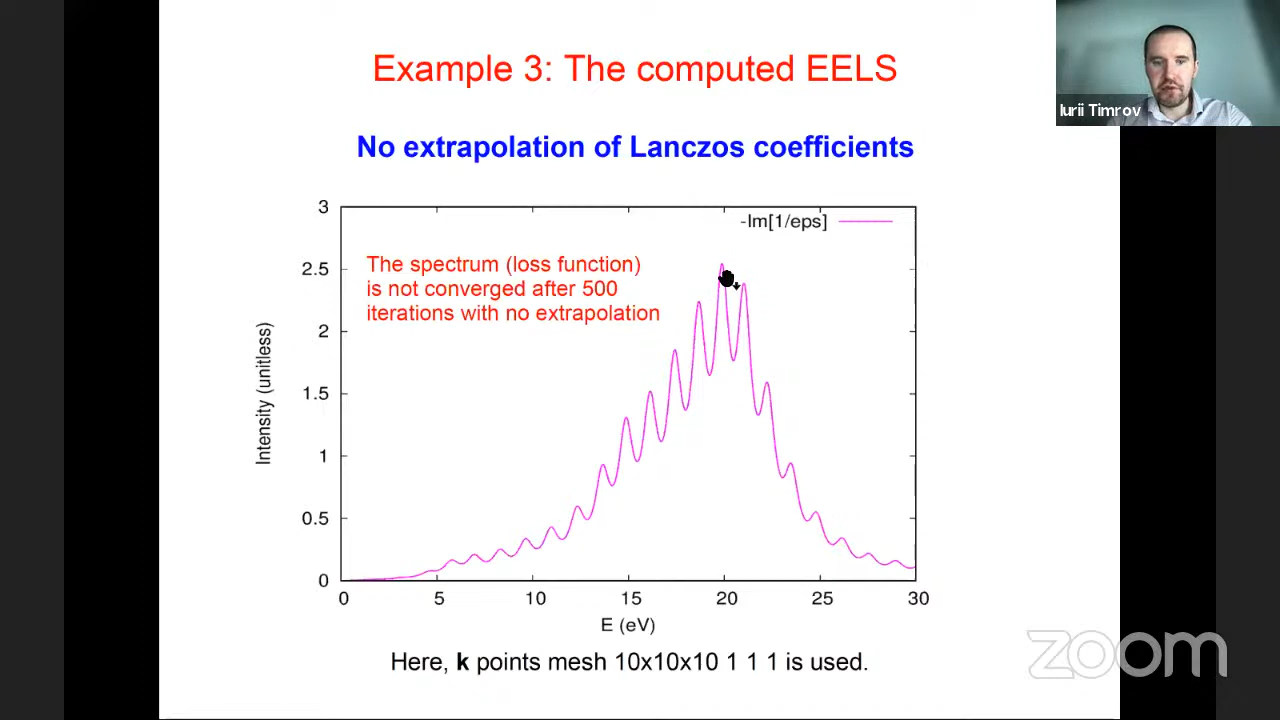 Example 3: The computed EELS
Iurii Timrov
No extrapolation of Lanczos coefficients
-Im[1/eps]
The spectrum (loss function)
is not converged after 500
iterations with no extrapolation
Intensity (unitless)
3
2.5
2
1.5
1
0.5
0
0 5 10 15 20 25 30
E (eV)
Here, k points mesh 10x10x10 1 1 1 is used.
zoom